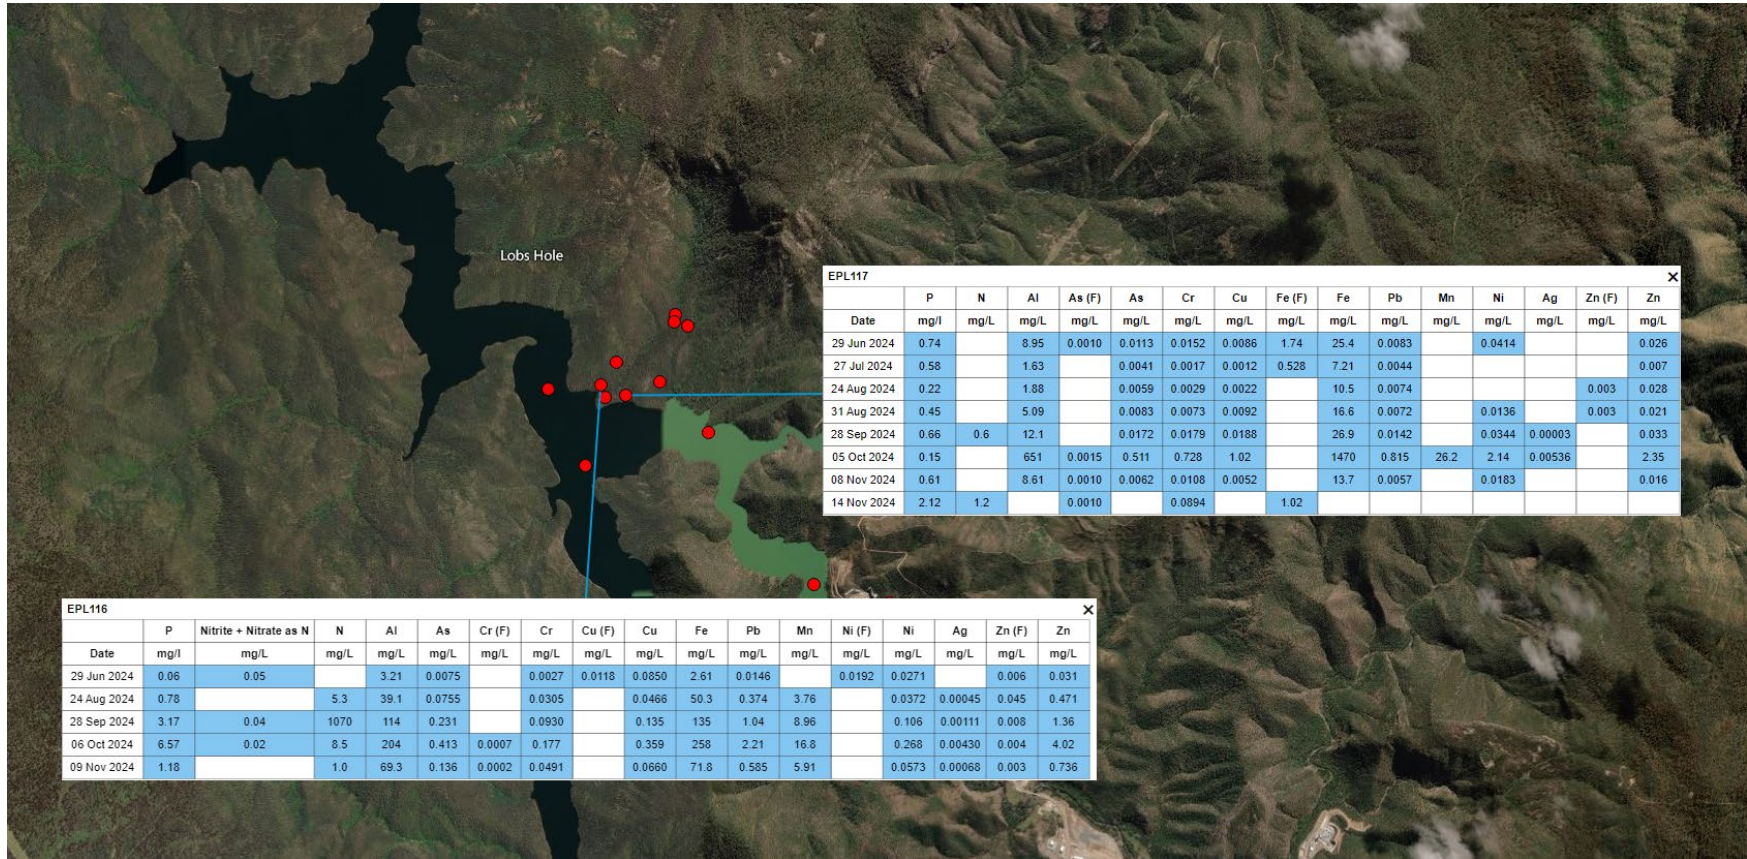 Lobs Hole
EPL117 ×
P N Al As (F) As Cr Cu Fe (F) Fe Pb Mn Ni Ag Zn (F) Zn
Date mg/l mg/L mg/L mg/L mg/L mg/L mg/L mg/L mg/L mg/L mg/L mg/L mg/L mg/L mg/L
29 Jun 2024 0.74 8.95 0.0010 0.0113 0.0152 0.0086 1.74 25.4 0.0083 0.0414 0.026
27 Jul 2024 0.58 1.63 0.0041 0.0017 0.0012 0.528 7.21 0.0044 0.007
24 Aug 2024 0.22 1.88 0.0059 0.0029 0.0022 10.5 0.0074 0.003 0.028
31 Aug 2024 0.45 5.09 0.0083 0.0073 0.0092 16.6 0.0072 0.0136 0.003 0.021
28 Sep 2024 0.66 0.6 12.1 0.0172 0.0179 0.0188 26.9 0.0142 0.0344 0.00003 0.033
05 Oct 2024 0.15 651 0.0015 0.511 0.728 1.02 1470 0.815 26.2 2.14 0.00536 2.35
08 Nov 2024 0.61 8.61 0.0010 0.0062 0.0108 0.0052 13.7 0.0057 0.0183 0.016
14 Nov 2024 2.12 1.2 0.0010 0.0894 1.02
EPL116 ×
P Nitrite + Nitrate as N N Al As Cr (F) Cr Cu (F) Cu Fe Pb Mn Ni (F) Ni Ag Zn (F) Zn
Date mg/l mg/L mg/L mg/L mg/L mg/L mg/L mg/L mg/L mg/L mg/L mg/L mg/L mg/L mg/L mg/L mg/L
29 Jun 2024 0.06 0.05 3.21 0.0075 0.0027 0.0118 0.0850 2.61 0.0146 0.0192 0.0271 0.006 0.031
24 Aug 2024 0.78 5.3 39.1 0.0755 0.0305 0.0466 50.3 0.374 3.76 0.0372 0.00045 0.045 0.471
28 Sep 2024 3.17 0.04 1070 114 0.231 0.0930 0.135 135 1.04 8.96 0.106 0.00111 0.008 1.36
06 Oct 2024 6.57 0.02 8.5 204 0.413 0.0007 0.177 0.359 258 2.21 16.8 0.268 0.00430 0.004 4.02
09 Nov 2024 1.18 1.0 69.3 0.136 0.0002 0.0491 0.0660 71.8 0.585 5.91 0.0573 0.00068 0.003 0.736